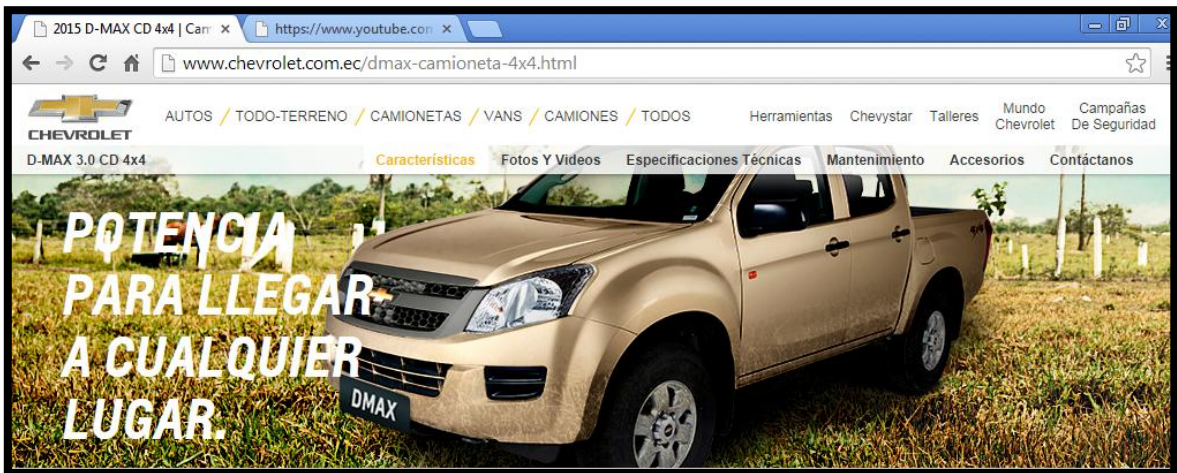 2015 D-MAX CD 4x4 | Cam
https://www.youtube.com
www.chevrolet.com.ec/dmax-camioneta-4x4.html
CHEVROLET
AUTOS / TODO-TERRENO / CAMIONETAS / VANS / CAMIONES / TODOS
Herramientas Chevystar Talleres Mundo Chevrolet Campañas De Seguridad
D-MAX 3.0 CD 4x4
Características Fotos Y Videos Especificaciones Técnicas Mantenimiento Accesorios Contáctanos
POTENCIA
PARA LLEGAR
A CUALQUIER
LUGAR.
DMAX
4x4